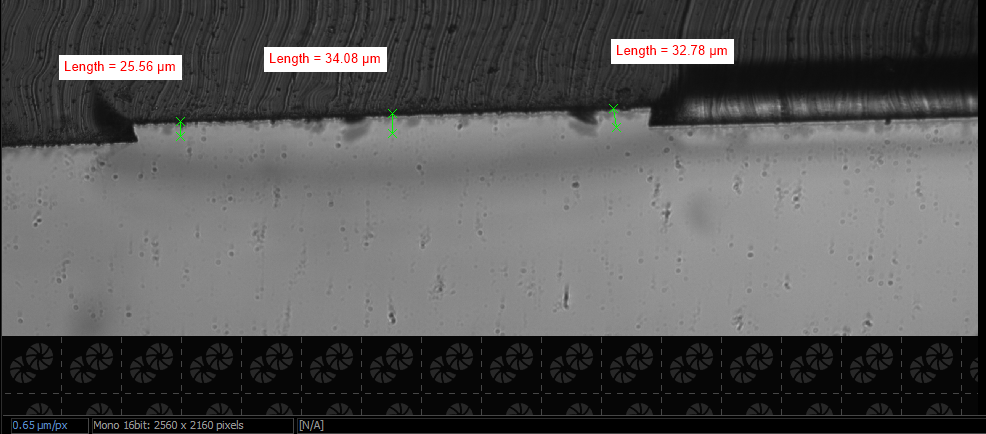 Length = 25.56 µm
Length = 34.08 µm
Length = 32.78 µm
0.65 µm/px
Mono 16bit: 2560 x 2160 pixels
[N/A]